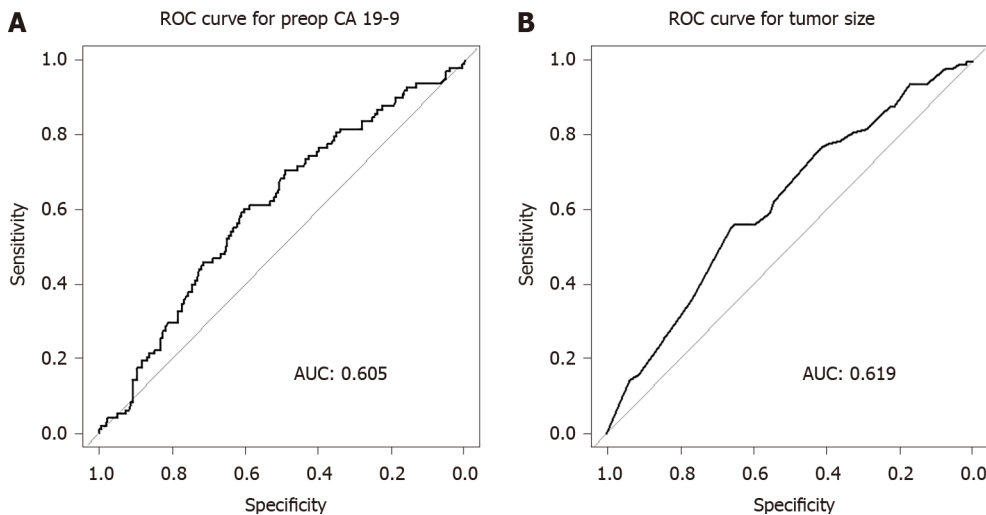 A
ROC curve for preop CA 19-9
1.0
0.8
0.6
0.4
0.2
0.0
Sensitivity
AUC: 0.605
1.0 0.8 0.6 0.4 0.2 0.0
Specificity
B
ROC curve for tumor size
1.0
0.8
0.6
0.4
0.2
0.0
Sensitivity
AUC: 0.619
1.0 0.8 0.6 0.4 0.2 0.0
Specificity